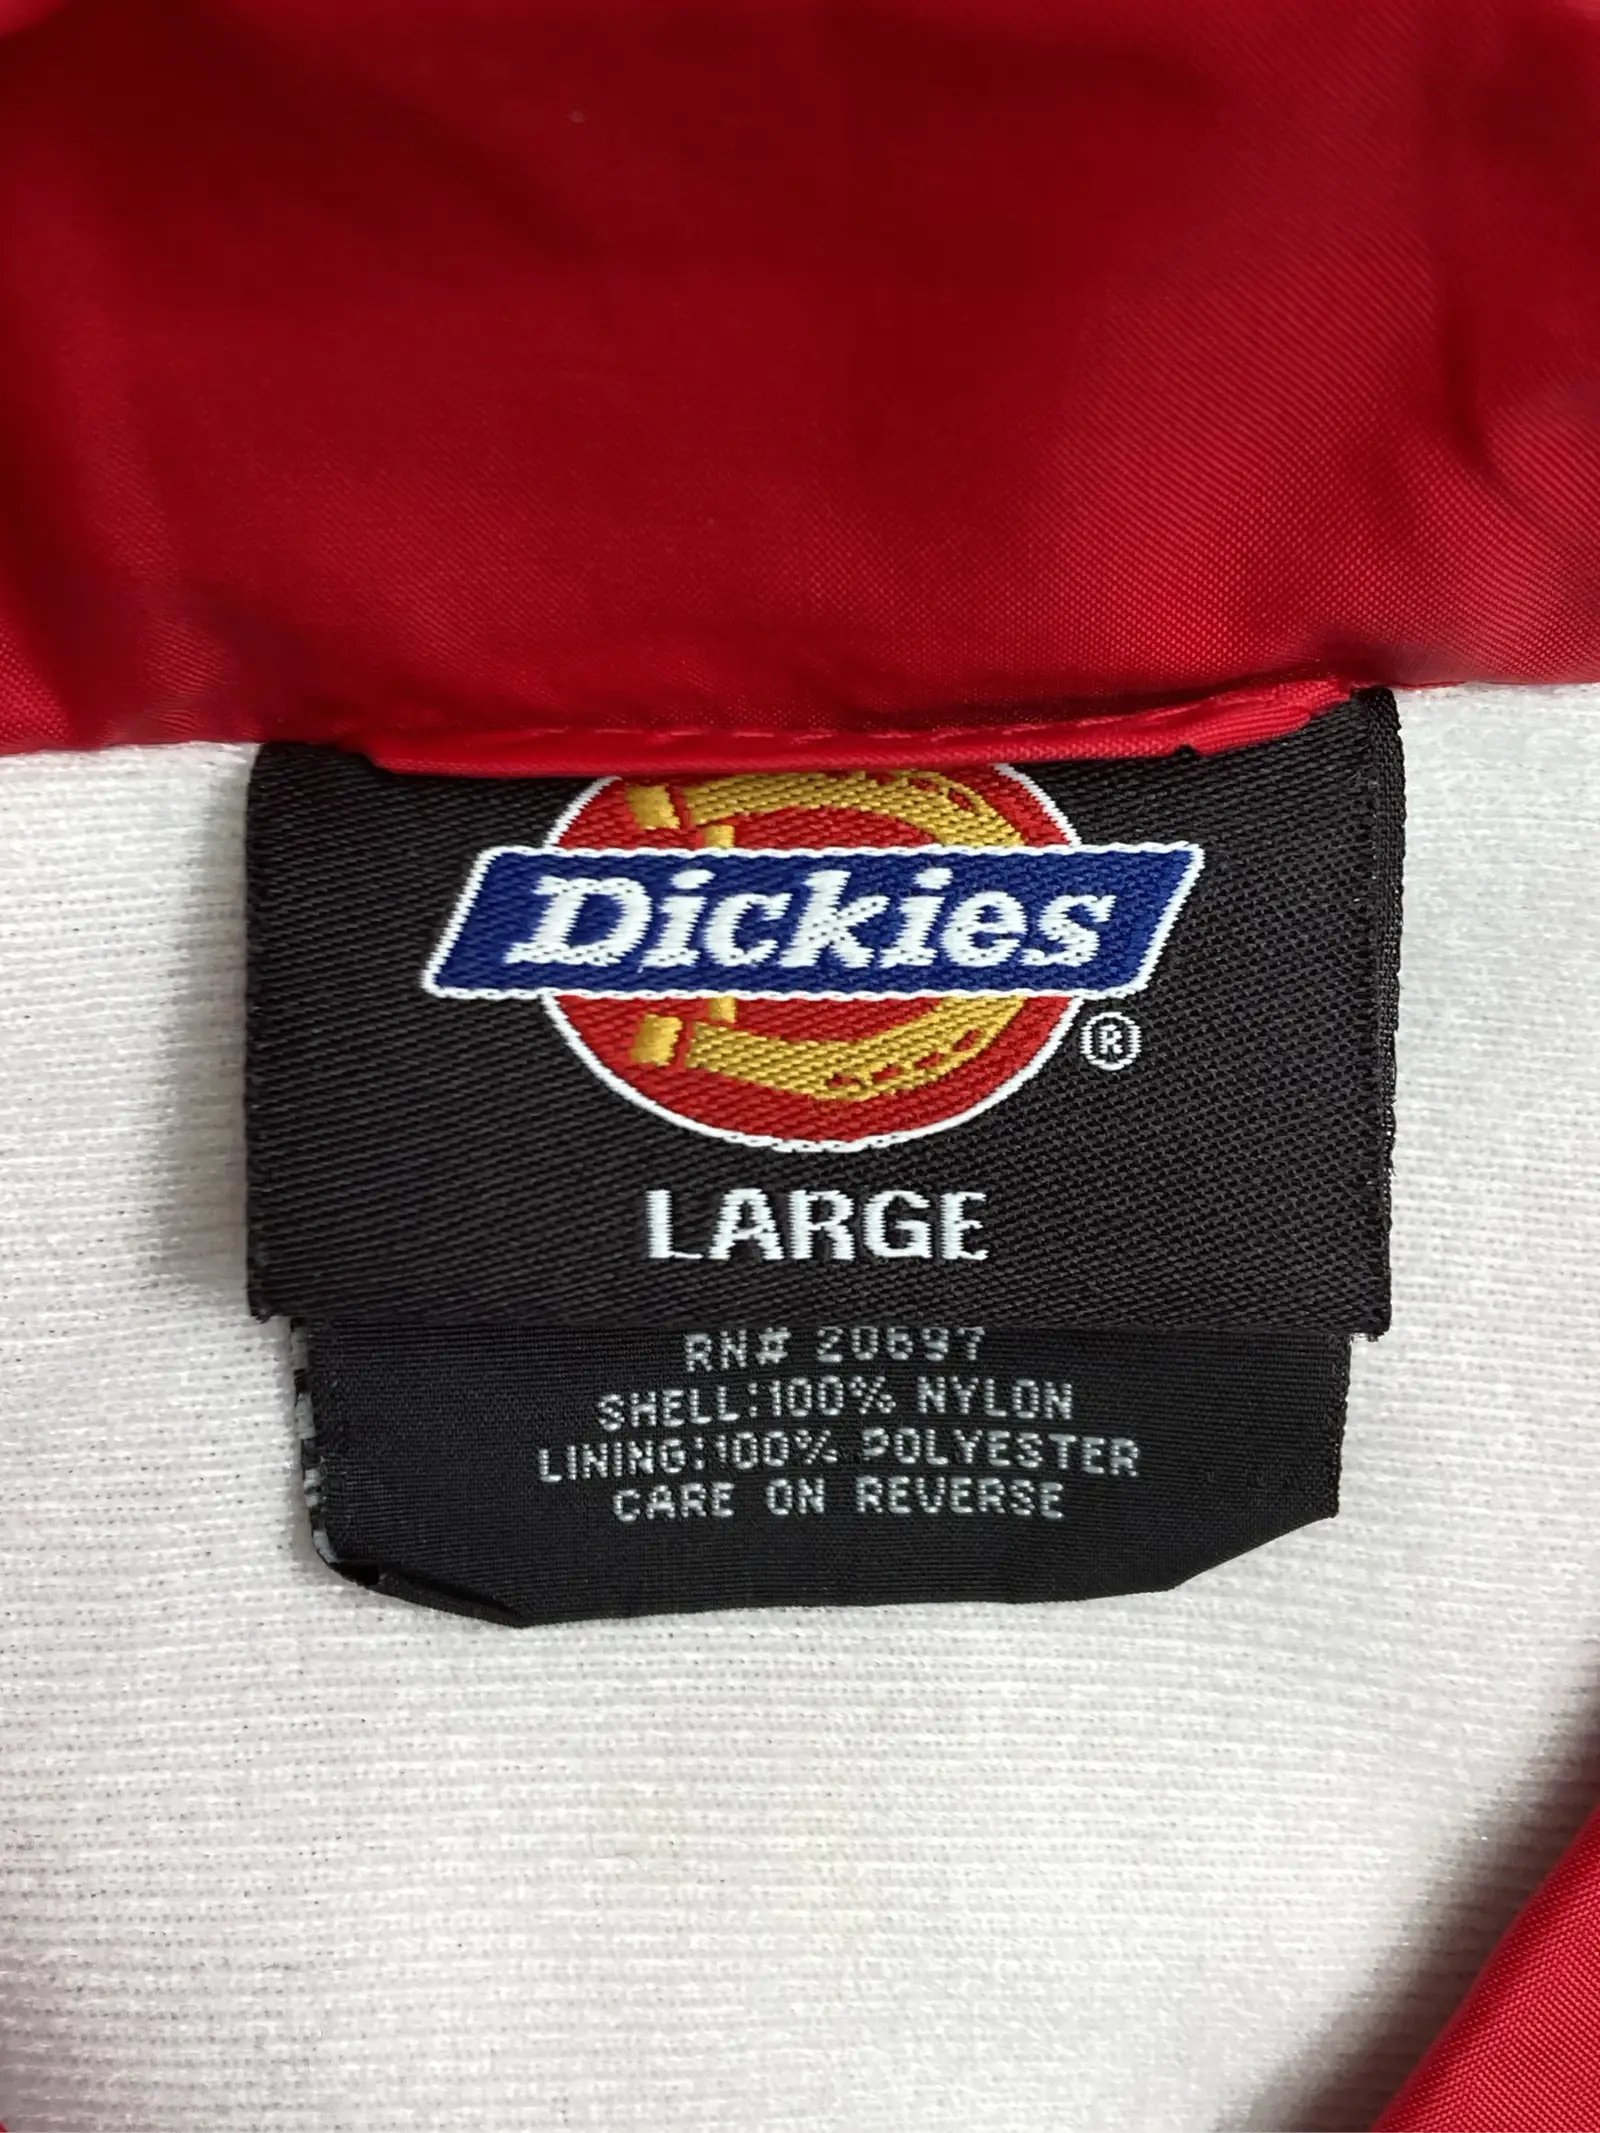 Dickies
®
LARGE
RN# 20697
SHELL:100% NYLON
LINING:100% POLYESTER
CARE ON REVERSE